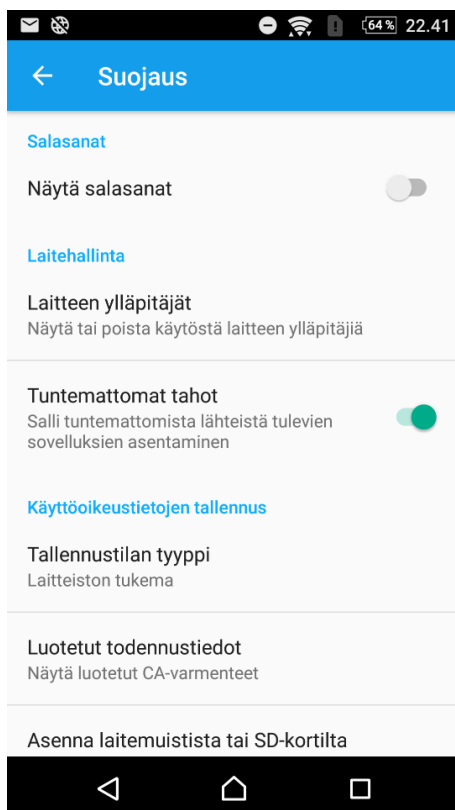 64% 22.41
Suojaus
Salasanat
Näytä salasanat
Laitehallinta
Laitteen ylläpitäjät
Näytä tai poista käytöstä laitteen ylläpitäjiä
Tuntemattomat tahot
Salli tuntemattomista lähteistä tulevien
sovelluksien asentaminen
Käyttöoikeustietojen tallennus
Tallennustilan tyyppi
Laitteiston tukema
Luotetut todennustiedot
Näytä luotetut CA-varmenteet
Asenna laitemuistista tai SD-kortilta